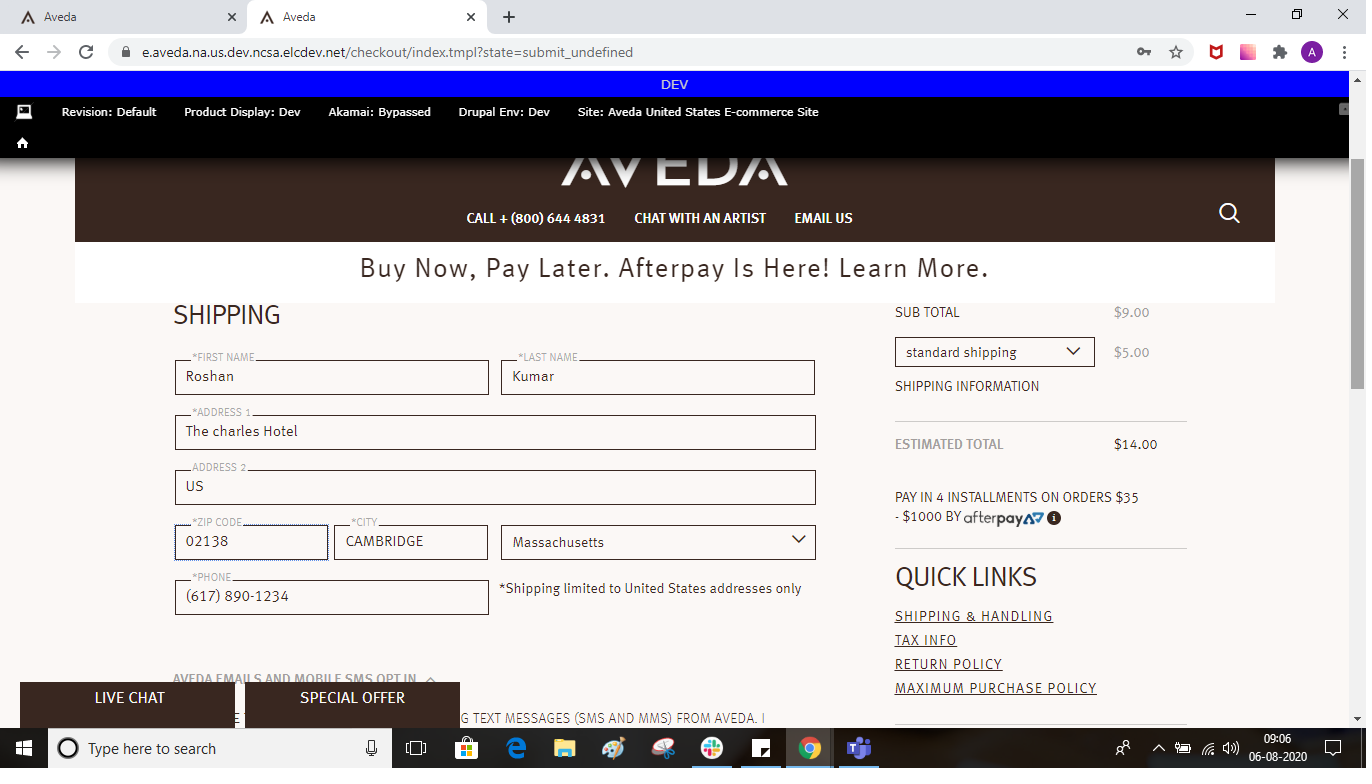 Aveda
Aveda
e.aveda.na.us.dev.ncsa.elcdev.net/checkout/index.tmpl?state=submit_undefined
A
DEV
Revision: Default Product Display: Dev Akamai: Bypassed Drupal Env: Dev Site: Aveda United States E-commerce Site
AVEDA
CALL + (800) 644 4831 CHAT WITH AN ARTIST EMAIL US
Buy Now, Pay Later. Afterpay Is Here! Learn More.
SHIPPING
*FIRST NAME
Roshan
*LAST NAME
Kumar
*ADDRESS 1
The charles Hotel
ADDRESS 2
US
*ZIP CODE
02138
*CITY
CAMBRIDGE
Massachusetts
*PHONE
(617) 890-1234
*Shipping limited to United States addresses only
AVEDA EMAILS AND MOBILE SMS OPT IN
LIVE CHAT
SPECIAL OFFER
G TEXT MESSAGES (SMS AND MMS) FROM AVEDA. I
SUB TOTAL $9.00
standard shipping $5.00
SHIPPING INFORMATION
ESTIMATED TOTAL $14.00
PAY IN 4 INSTALLMENTS ON ORDERS $35
- $1000 BY afterpay i
QUICK LINKS
SHIPPING & HANDLING
TAX INFO
RETURN POLICY
MAXIMUM PURCHASE POLICY
Type here to search
09:06
06-08-2020